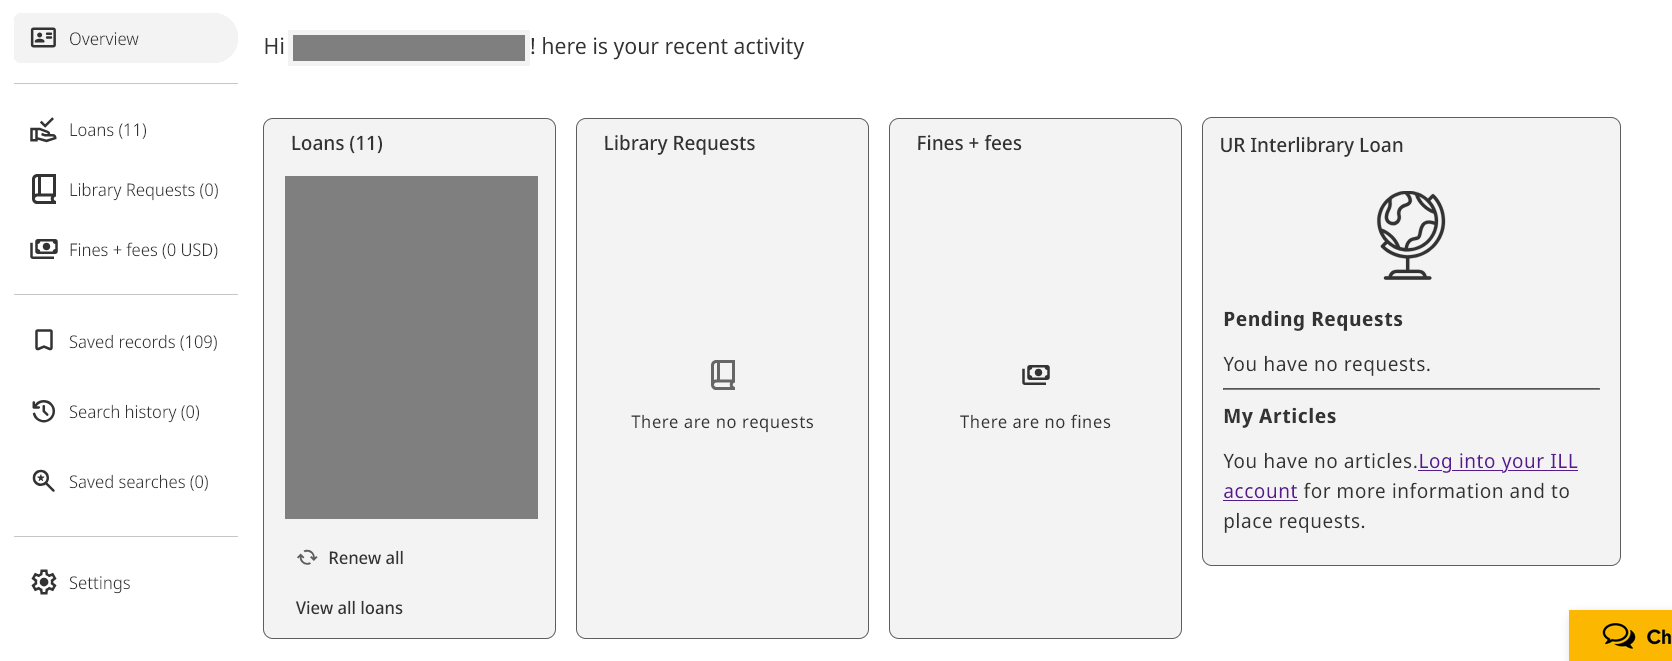 Overview
Loans (11)
Library Requests (0)
Fines + fees (0 USD)
Saved records (109)
Search history (0)
Saved searches (0)
Settings
Hi ! here is your recent activity
Loans (11)
Renew all
View all loans
Library Requests
There are no requests
Fines + fees
There are no fines
UR Interlibrary Loan
Pending Requests
You have no requests.
My Articles
You have no articles.Log into your ILL
account for more information and to
place requests.
Ch